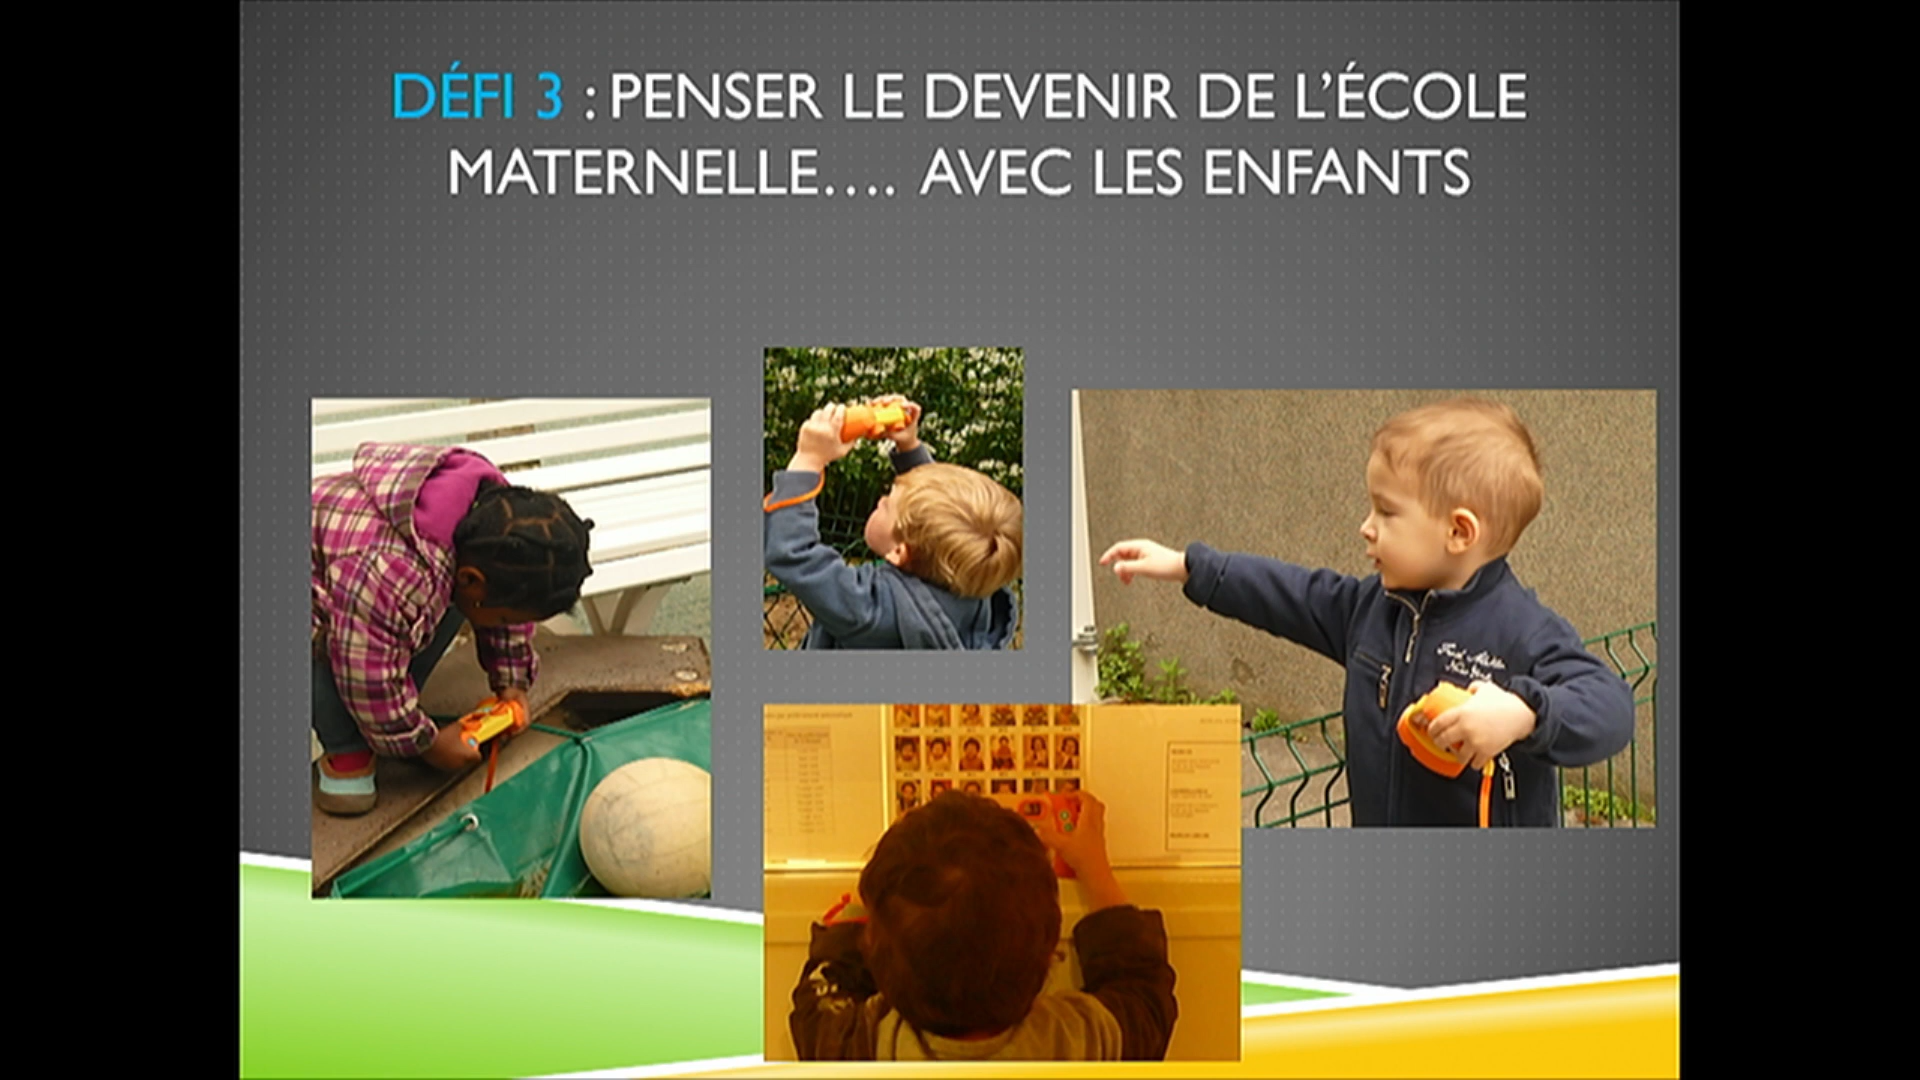 DÉFI 3 : PENSER LE DEVENIR DE L'ÉCOLE
MATERNELLE.... AVEC LES ENFANTS